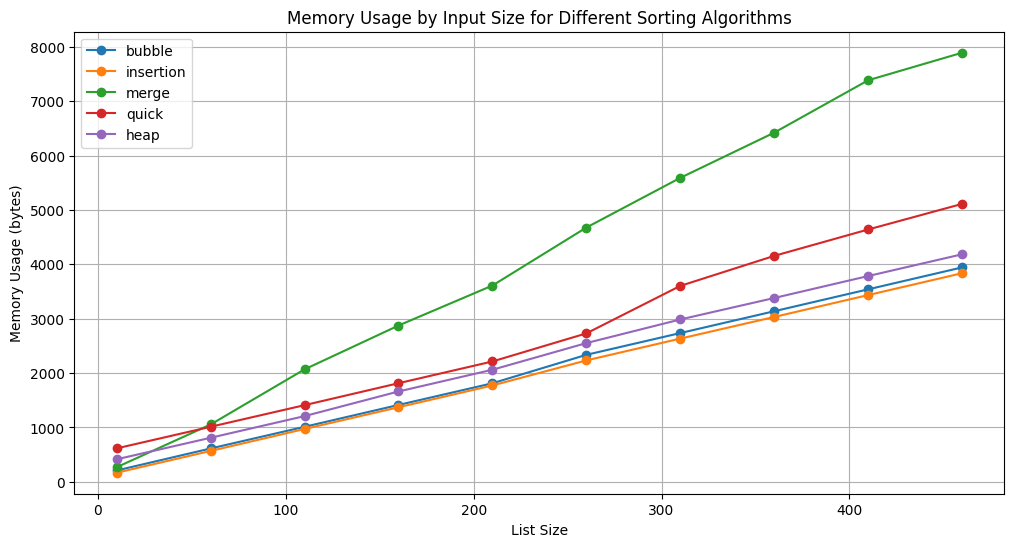 Memory Usage by Input Size for Different Sorting Algorithms
bubble
insertion
merge
quick
heap
Memory Usage (bytes)
8000
7000
6000
5000
4000
3000
2000
1000
0
0 100 200 300 400
List Size